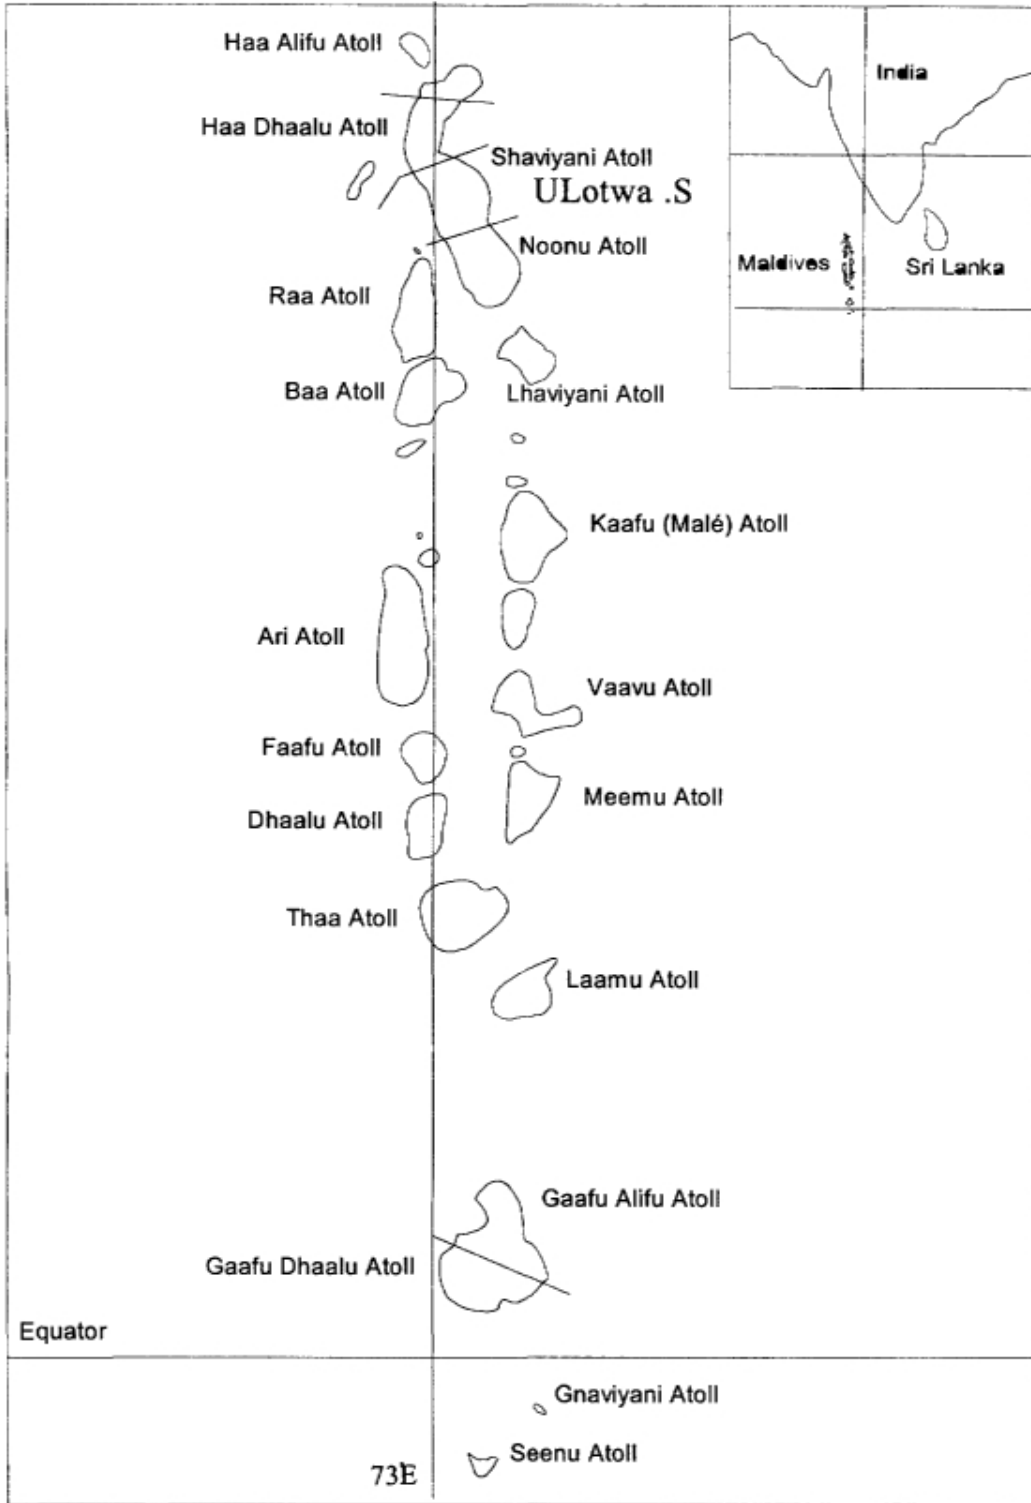 Haa Alifu Atoll
India
Haa Dhaalu Atoll
Shaviyani Atoll
ULotwa .S
Noonu Atoll
Maldives
Sri Lanka
Raa Atoll
Baa Atoll
Lhaviyani Atoll
Kaafu (Malé) Atoll
Ari Atoll
Vaavu Atoll
Faafu Atoll
Meemu Atoll
Dhaalu Atoll
Thaa Atoll
Laamu Atoll
Gaafu Alifu Atoll
Gaafu Dhaalu Atoll
Equator
Gnaviyani Atoll
Seenu Atoll
73E